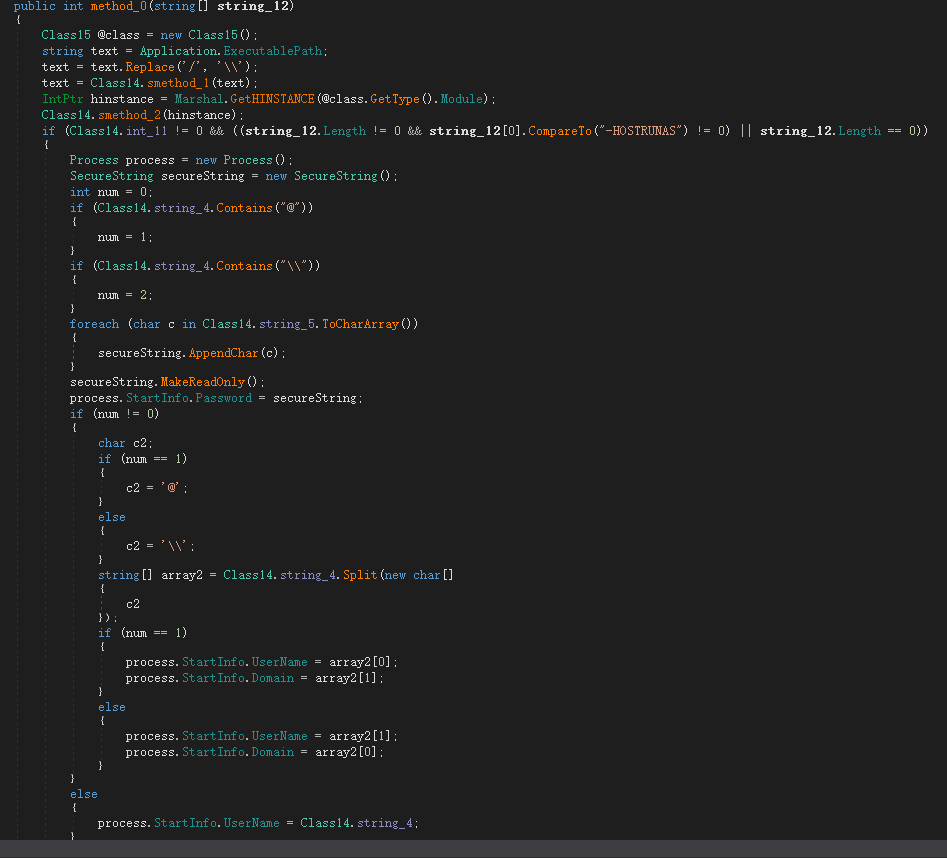 public int method_0(string[] string_12)
{
    Class15 @class = new Class15();
    string text = Application.ExecutablePath;
    text = text.Replace('/', '\\');
    text = Class14.smethod_1(text);
    IntPtr hinstance = Marshal.GetHINSTANCE(@class.GetType().Module);
    Class14.smethod_2(hinstance);
    if (Class14.int_11 != 0 && ((string_12.Length != 0 && string_12[0].CompareTo("-HOSTRUNAS") != 0) || string_12.Length == 0))
    {
        Process process = new Process();
        SecureString secureString = new SecureString();
        int num = 0;
        if (Class14.string_4.Contains("@"))
        {
            num = 1;
        }
        if (Class14.string_4.Contains("\\"))
        {
            num = 2;
        }
        foreach (char c in Class14.string_5.ToCharArray())
        {
            secureString.AppendChar(c);
        }
        secureString.MakeReadOnly();
        process.StartInfo.Password = secureString;
        if (num != 0)
        {
            char c2;
            if (num == 1)
            {
                c2 = '@';
            }
            else
            {
                c2 = '\\';
            }
            string[] array2 = Class14.string_4.Split(new char[]
            {
                c2
            });
            if (num == 1)
            {
                process.StartInfo.UserName = array2[0];
                process.StartInfo.Domain = array2[1];
            }
            else
            {
                process.StartInfo.UserName = array2[1];
                process.StartInfo.Domain = array2[0];
            }
        }
        else
        {
            process.StartInfo.UserName = Class14.string_4;
        }